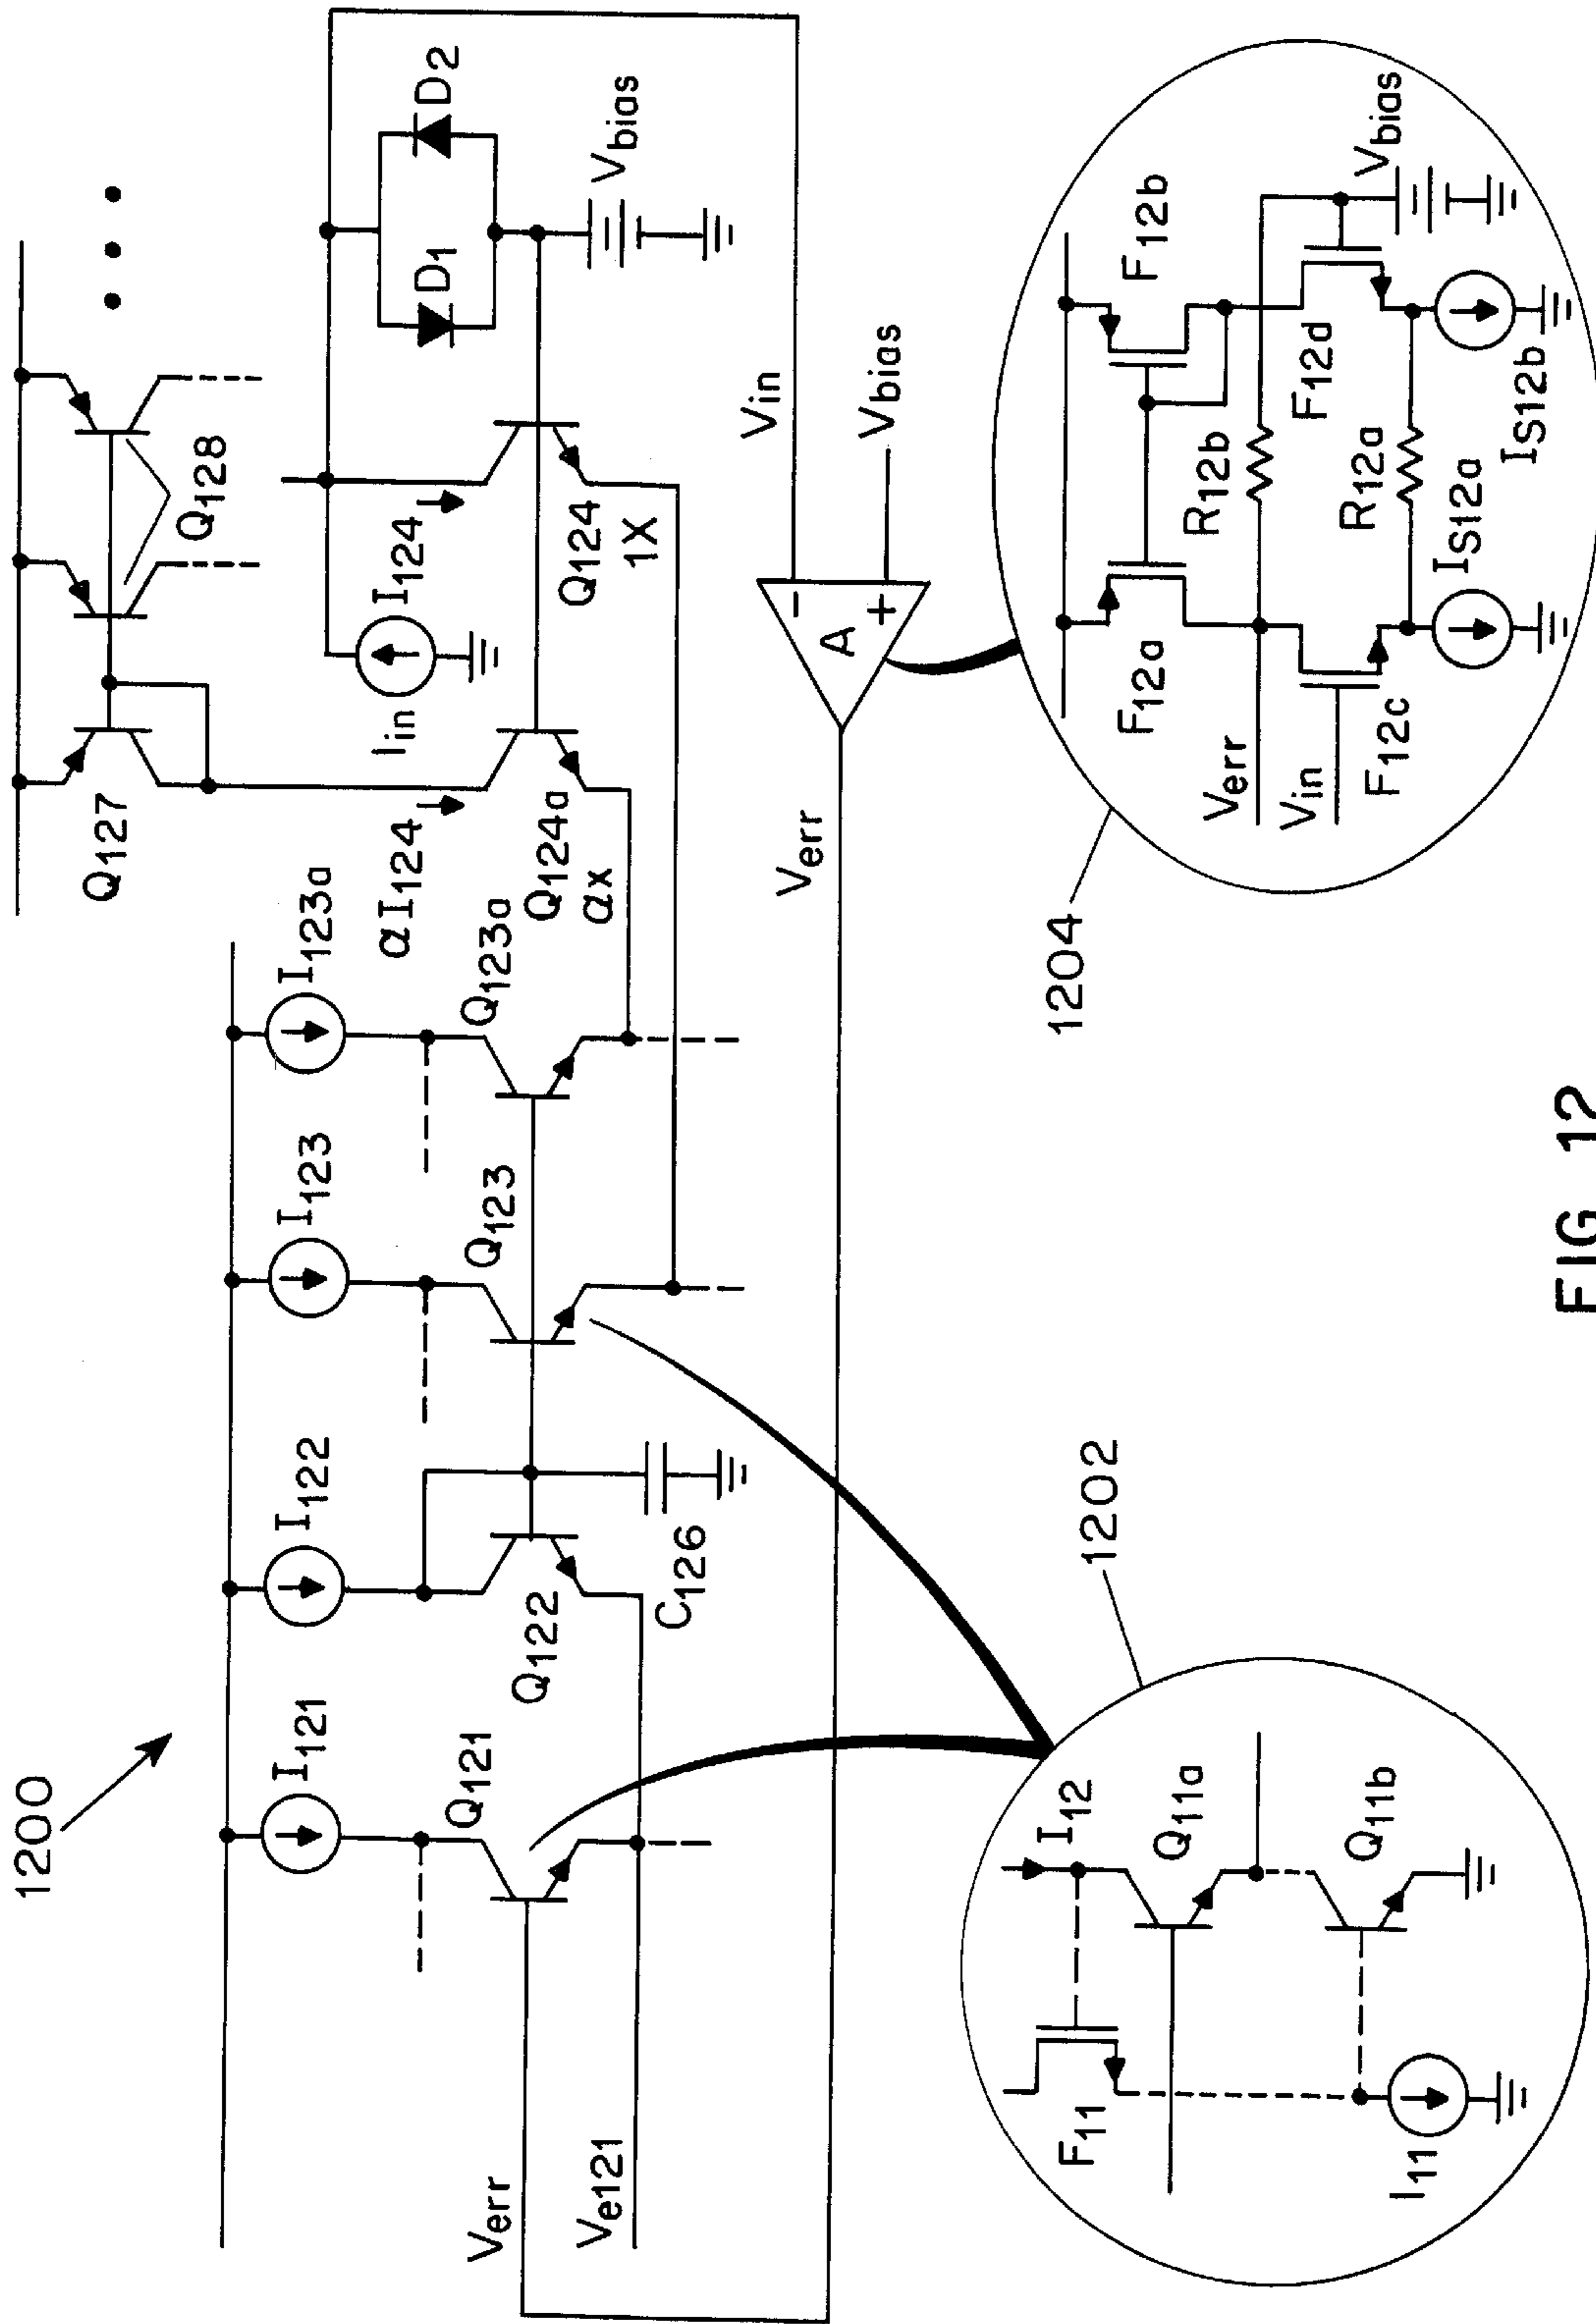 1200
I121
I122
I123
I123a
Q121
Q122
Q123
Q123a
C126
Verr
Ve121
Q127
Q128
αI124
Iin
I124
Q124a
αx
Q124
1X
D1
D2
Vbias
Verr
Vin
Vbias
A
-
+
1202
F11
I12
Q11a
Q11b
I11
1204
F12a
F12b
Verr
Vin
R12b
F12c
F12d
R12a
IS12a
IS12b
Vbias
FIG 12